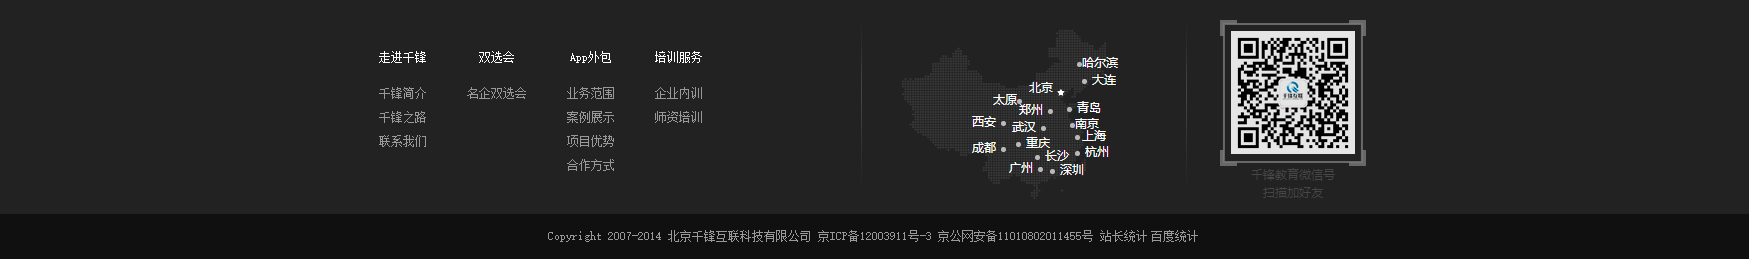 走进千锋 双选会 App外包 培训服务
千锋简介 名企双选会 业务范围 企业内训
千锋之路 案例展示 师资培训
联系我们 项目优势
合作方式
哈尔滨
大连
北京
太原
郑州
青岛
西安
武汉
南京
上海
成都
重庆
长沙
杭州
广州
深圳
千锋互联
千锋教育微信号
扫描加好友
Copyright 2007-2014 北京千锋互联科技有限公司 京ICP备12003911号-3 京公网安备11010802011455号 站长统计 百度统计